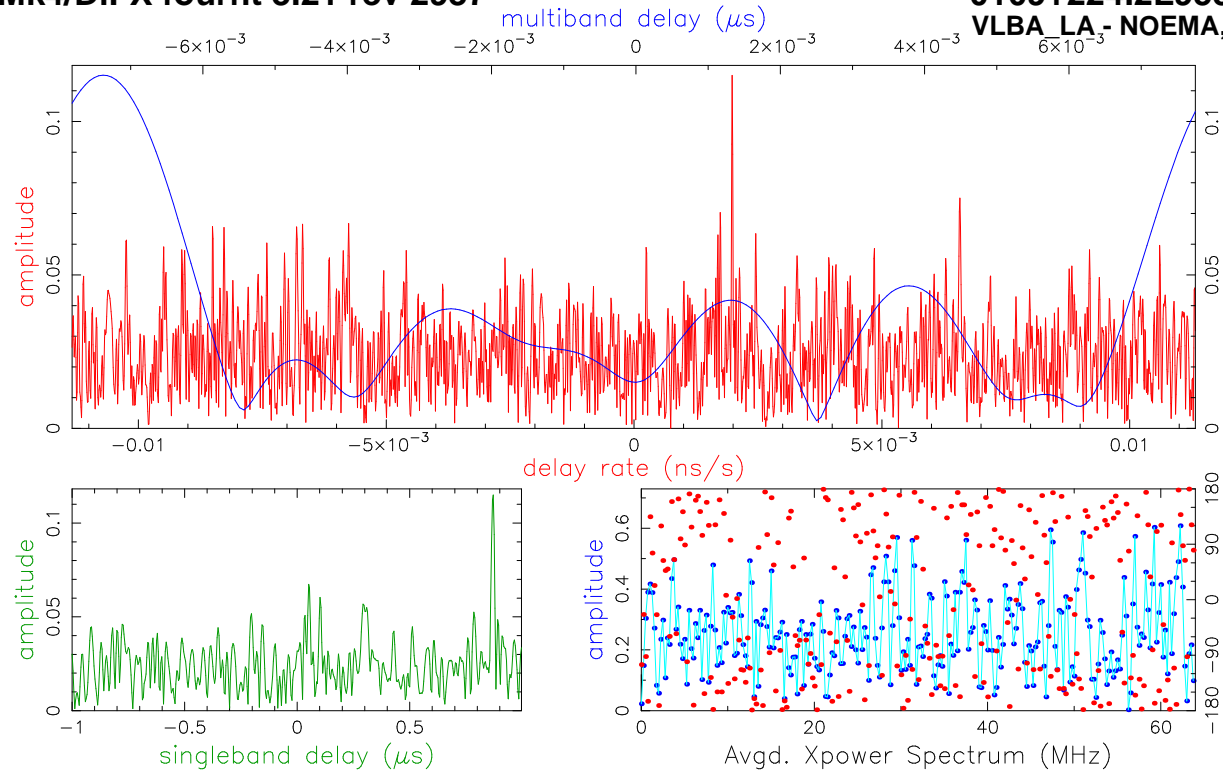 multiband delay (μs)
VLBA_LA - NOEMA,
−6×10⁻³ −4×10⁻³ −2×10⁻³ 0 2×10⁻³ 4×10⁻³ 6×10⁻³
amplitude
0 0.05 0.1
0 0.05 0.1
−0.01 −5×10⁻³ 0 5×10⁻³ 0.01
delay rate (ns/s)
amplitude
0 0.05 0.1
−1 −0.5 0 0.5
singleband delay (μs)
amplitude
0 0.2 0.4 0.6
−180 −90 0 90 180
0 20 40 60
Avgd. Xpower Spectrum (MHz)